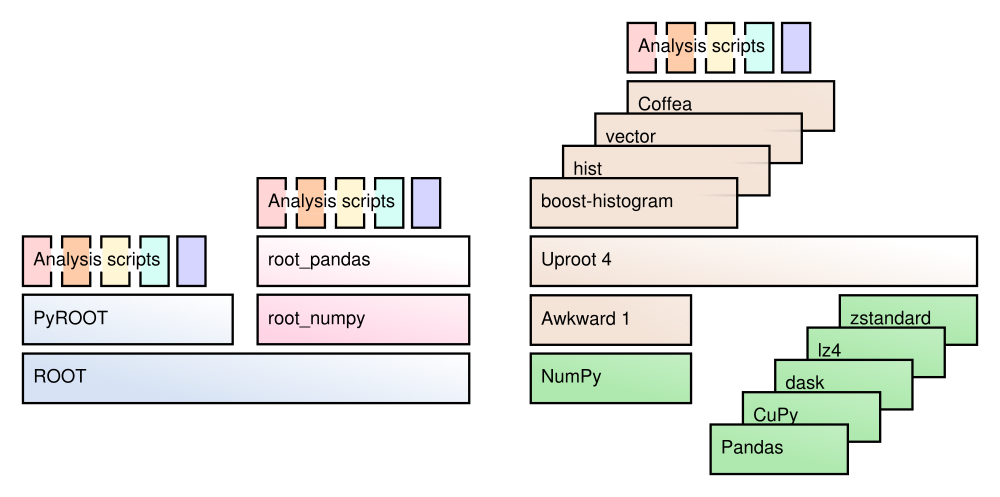 Analysis scripts
PyROOT
ROOT
Analysis scripts
root_pandas
root_numpy
Analysis scripts
Coffea
vector
hist
boost-histogram
Uproot 4
Awkward 1
NumPy
zstandard
lz4
dask
CuPy
Pandas